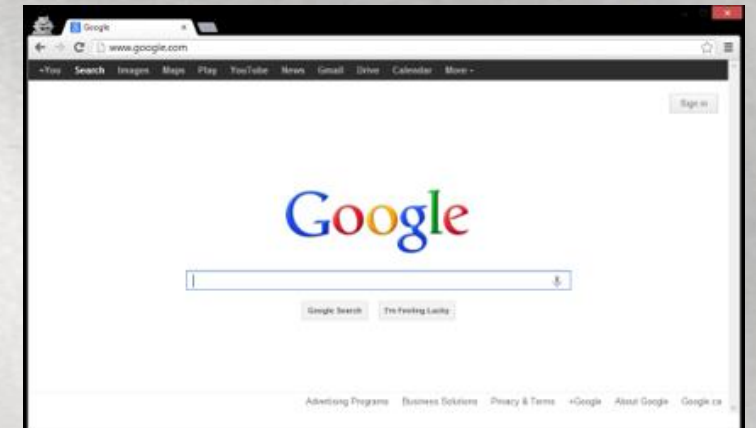 Google
www.google.com
+You Search Images Maps Play YouTube News Gmail Drive Calendar More
Sign in
Google
Google Search I'm Feeling Lucky
Advertising Programs Business Solutions Privacy & Terms +Google About Google Google.ca